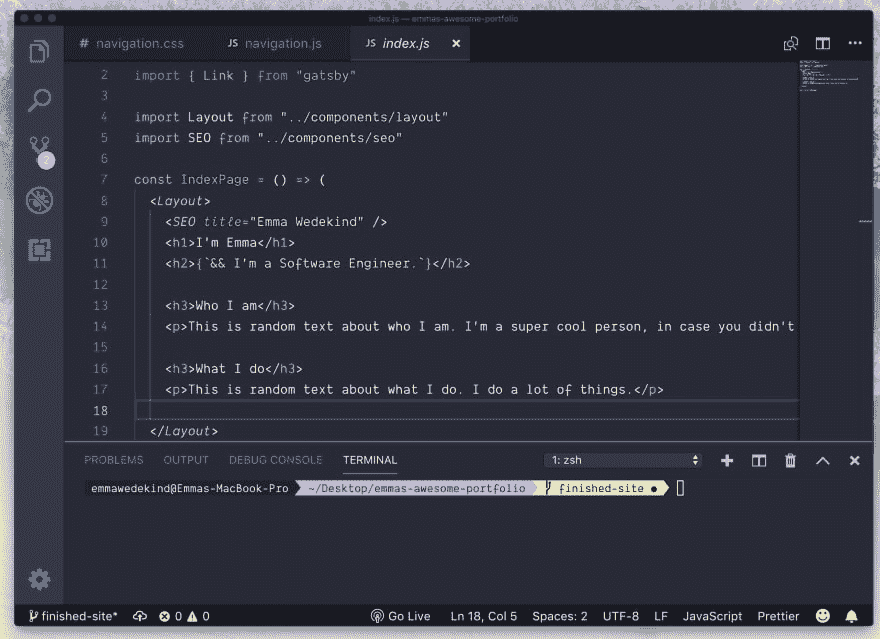 index.js — emmas-awesome-portfolio
# navigation.css JS navigation.js JS index.js ×
2 import { Link } from "gatsby"
3
4 import Layout from "../components/layout"
5 import SEO from "../components/seo"
6
7 const IndexPage = () => (
8 <Layout>
9 <SEO title="Emma Wedekind" />
10 <h1>I'm Emma</h1>
11 <h2>{`&& I'm a Software Engineer.`}</h2>
12
13 <h3>Who I am</h3>
14 <p>This is random text about who I am. I'm a super cool person, in case you didn't
15
16 <h3>What I do</h3>
17 <p>This is random text about what I do. I do a lot of things.</p>
18
19 </Layout>
2
PROBLEMS OUTPUT DEBUG CONSOLE TERMINAL 1: zsh
emmawedekind@Emmas-MacBook-Pro ~/Desktop/emmas-awesome-portfolio finished-site ●
finished-site* 0 0 Go Live Ln 18, Col 5 Spaces: 2 UTF-8 LF JavaScript Prettier